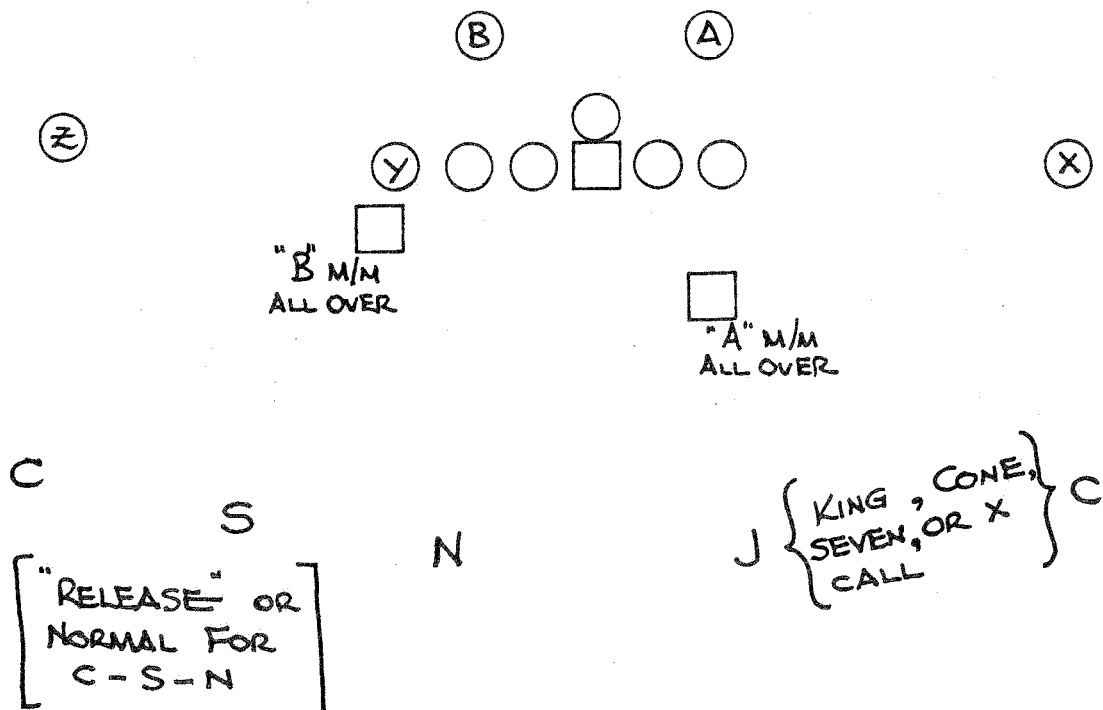 B
A
Z
Y
X
"B" M/M
ALL OVER
"A" M/M
ALL OVER
C
S
N
J
KING, CONE,
SEVEN, OR X
CALL
C
"RELEASE" OR
NORMAL FOR
C-S-N